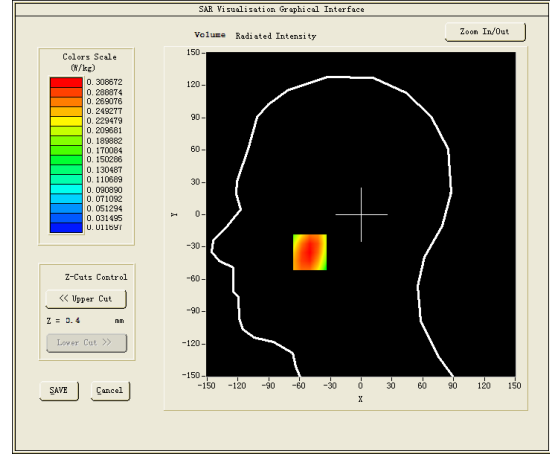 SAR Visualisation Graphical Interface
Volume Radiated Intensity
Zoom In/Out
Colors Scale
(W/kg)
0.308672
0.288874
0.269076
0.249277
0.229479
0.209681
0.189882
0.170084
0.150286
0.130487
0.110689
0.090890
0.071092
0.051294
0.031495
0.011697
Z-Cuts Control
<< Upper Cut
Z = 0.4 mm
Lower Cut >>
SAVE
Cancel
150
120
90
60
30
0
-30
-60
-90
-120
-150
Y
-150 -120 -90 -60 -30 0 30 60 90 120 150
X